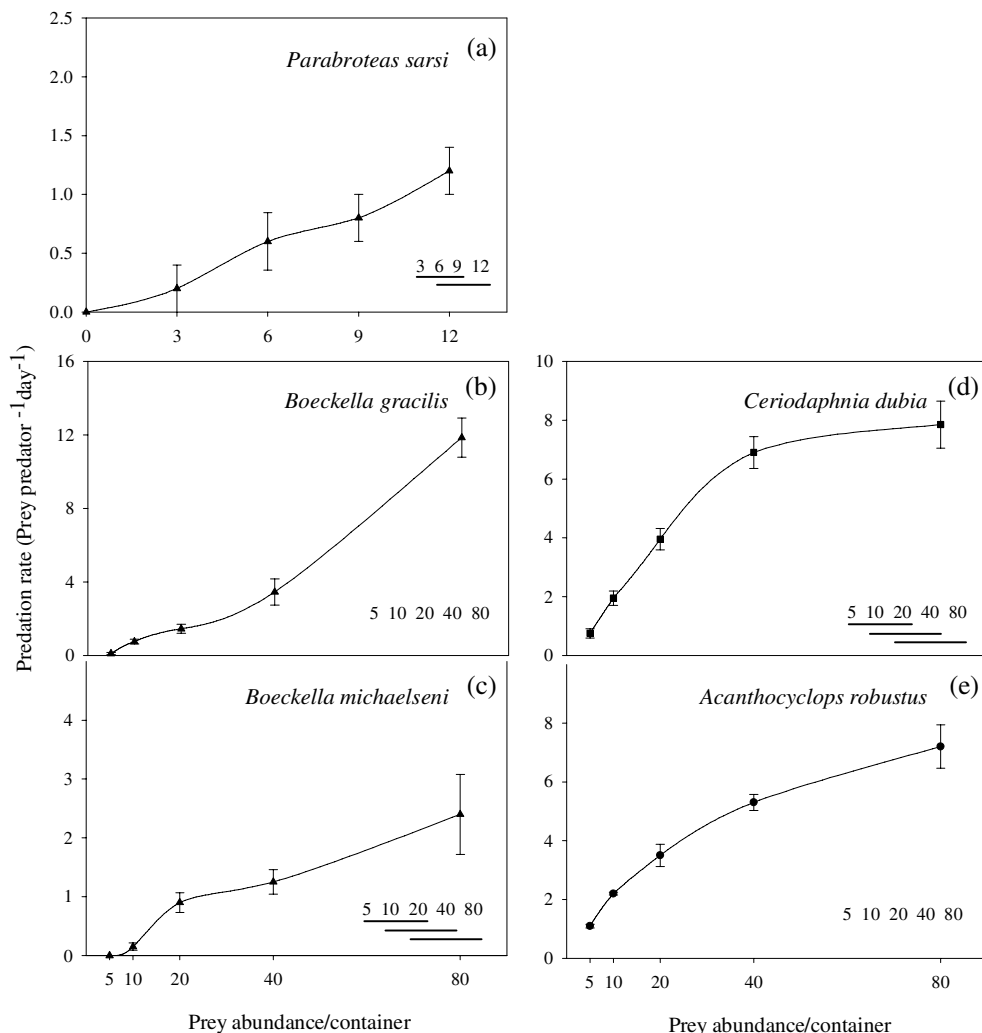 (a)
Parabroteas sarsi
2.5
2.0
1.5
1.0
0.5
0.0
3 6 9 12
0 3 6 9 12
Predation rate (Prey predator -1 day-1)
(b)
Boeckella gracilis
16
12
8
4
0
5 10 20 40 80
(c)
Boeckella michaelseni
4
3
2
1
0
5 10 20 40 80
5 10 20 40 80
Prey abundance/container
(d)
Ceriodaphnia dubia
10
8
6
4
2
0
5 10 20 40 80
(e)
Acanthocyclops robustus
8
6
4
2
0
5 10 20 40 80
5 10 20 40 80
Prey abundance/container